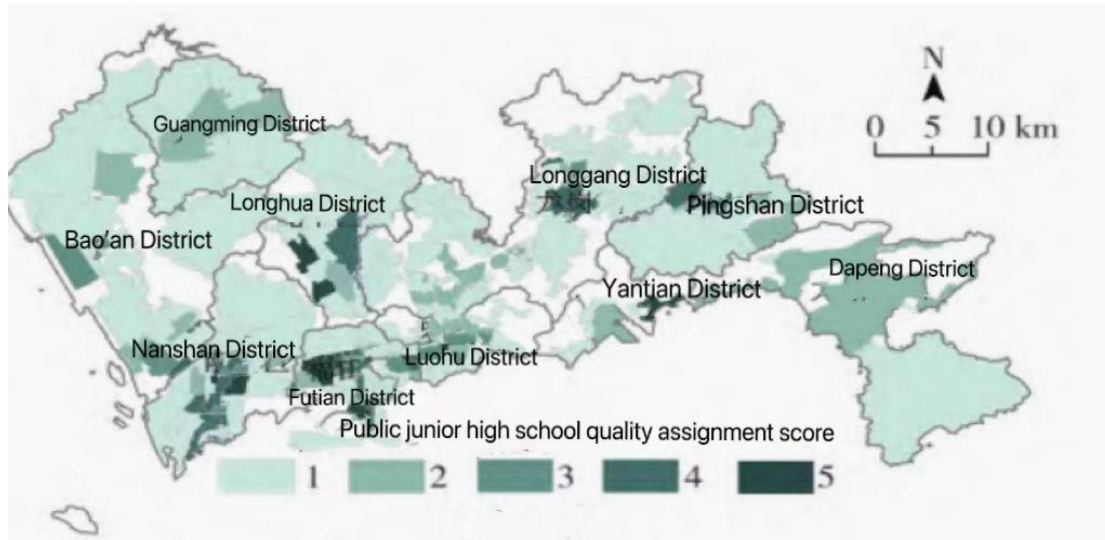 N
0 5 10 km
Guangming District
Longhua District
Bao'an District
Longgang District
Pingshan District
Dapeng District
Yantian District
Nanshan District
Luohu District
Futian District
Public junior high school quality assignment score
1 2 3 4 5